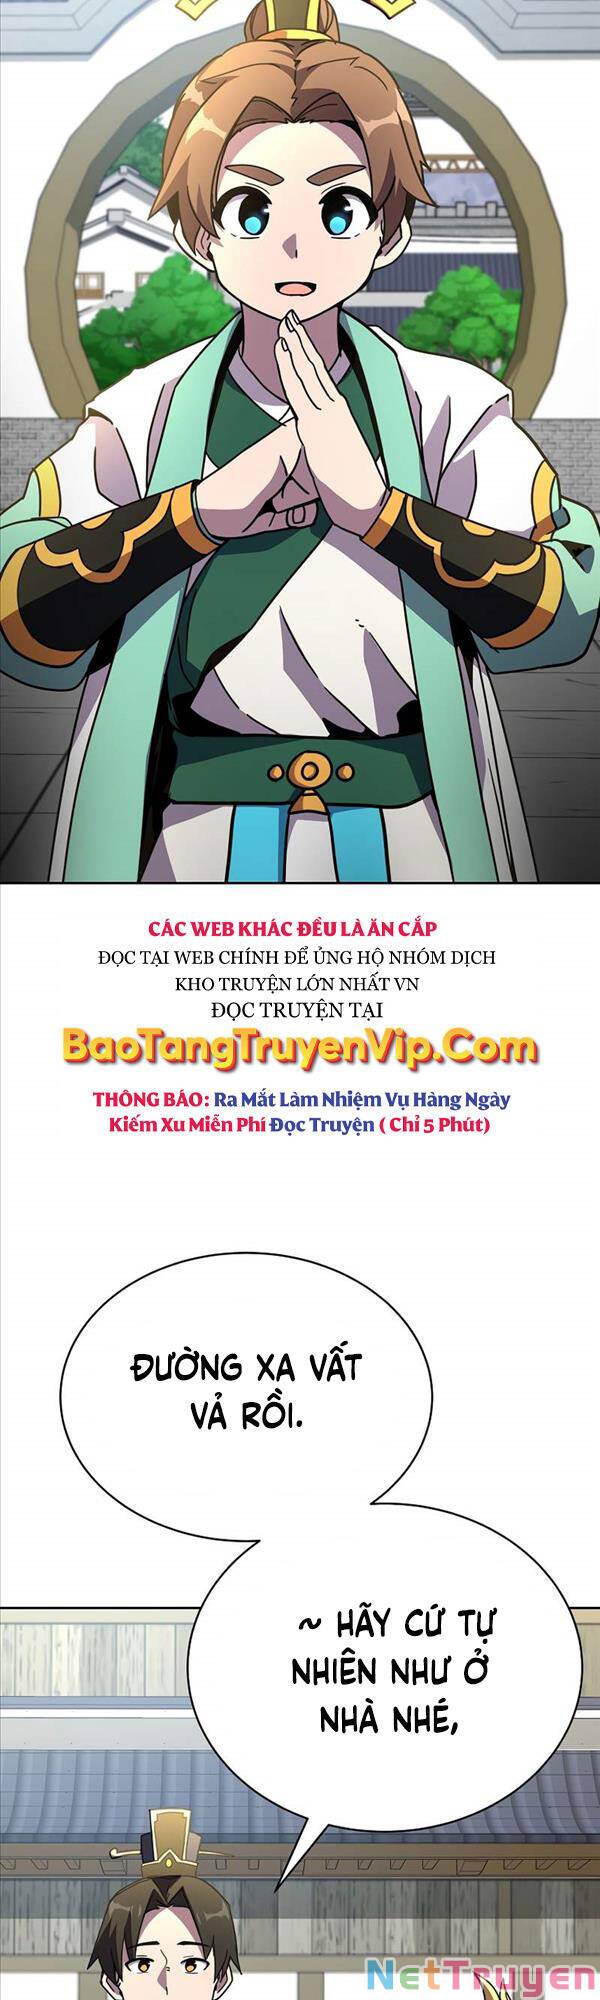 CÁC WEB KHÁC ĐỀU LÀ ĂN CẮP
ĐỌC TẠI WEB CHÍNH ĐỂ ỦNG HỘ NHÓM DỊCH
KHO TRUYỆN LỚN NHẤT VN
ĐỌC TRUYỆN TẠI
BaoTangTruyenVip.Com
THÔNG BÁO: Ra Mắt Làm Nhiệm Vụ Hàng Ngày
Kiếm Xu Miễn Phí Đọc Truyện ( Chỉ 5 Phút)
ĐƯỜNG XA VẤT
VẢ RỒI.
~ HÃY CỨ TỰ
NHIÊN NHƯ Ở
NHÀ NHÉ,
NetTruyen